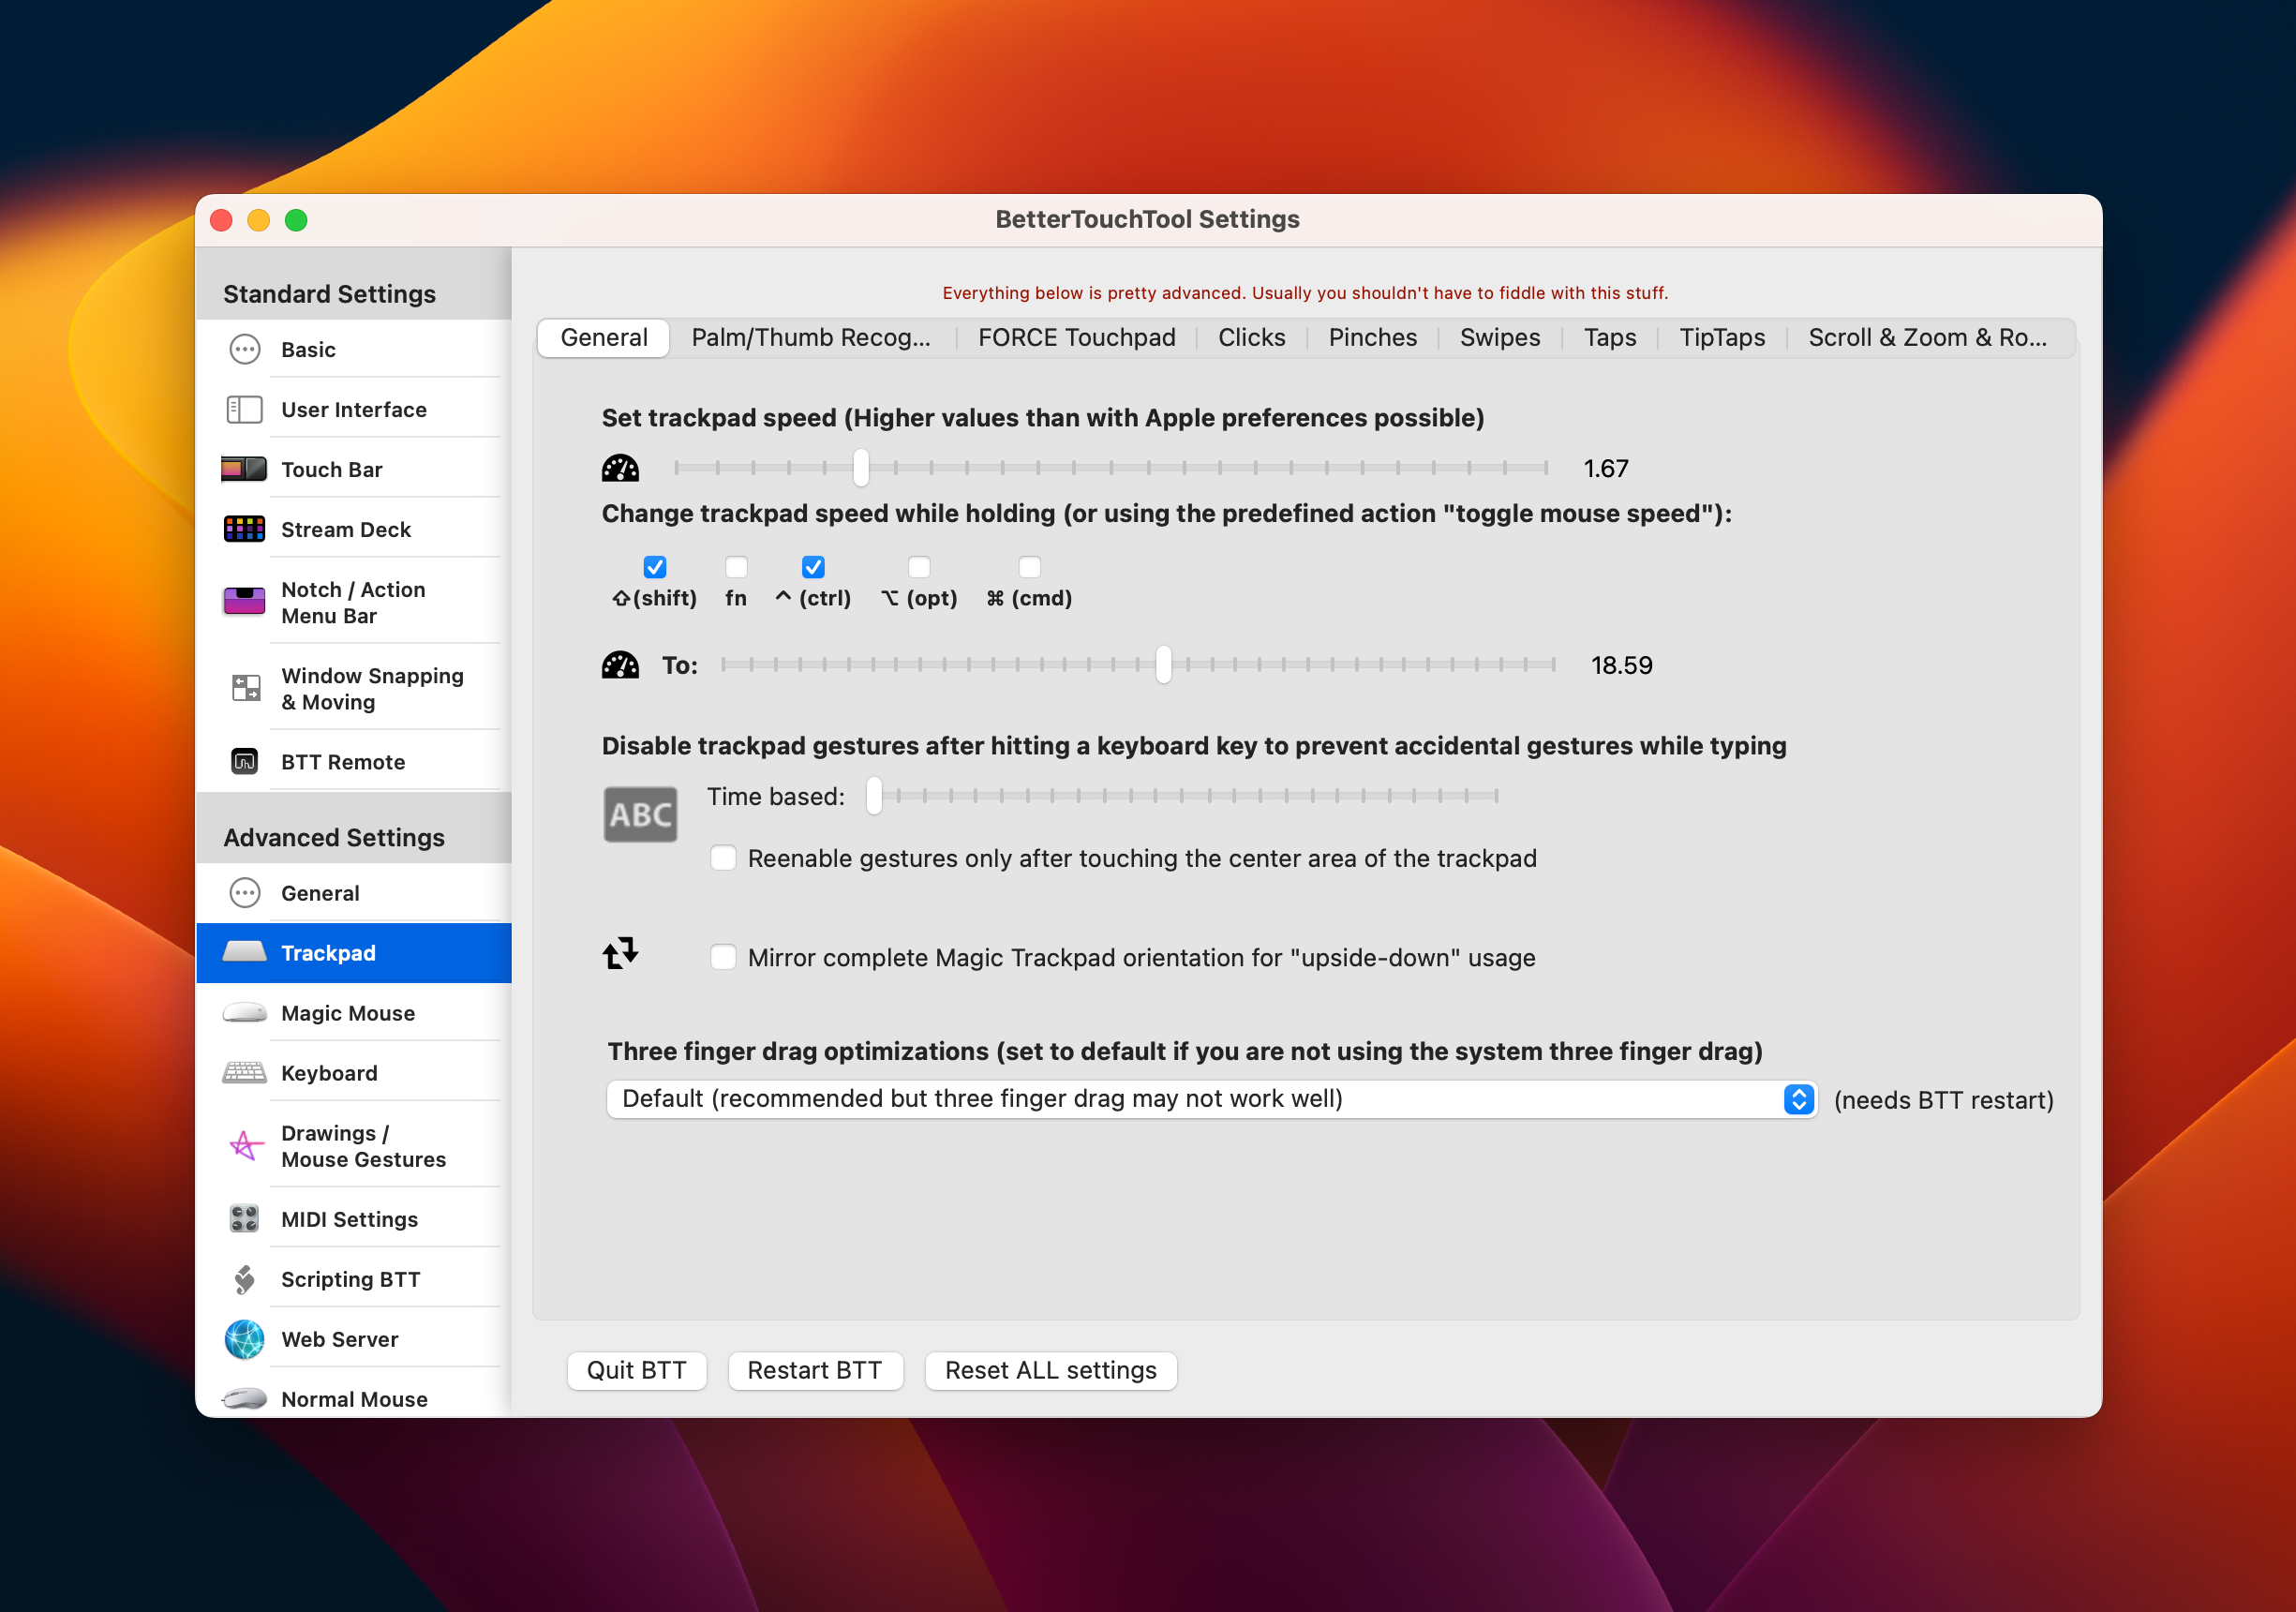 BetterTouchTool Settings
Standard Settings
Basic
User Interface
Touch Bar
Stream Deck
Notch / Action
Menu Bar
Window Snapping
& Moving
BTT Remote
Advanced Settings
General
Trackpad
Magic Mouse
Keyboard
Drawings /
Mouse Gestures
MIDI Settings
Scripting BTT
Web Server
Normal Mouse
Everything below is pretty advanced. Usually you shouldn't have to fiddle with this stuff.
General Palm/Thumb Recog... FORCE Touchpad Clicks Pinches Swipes Taps TipTaps Scroll & Zoom & Ro...
Set trackpad speed (Higher values than with Apple preferences possible)
1.67
Change trackpad speed while holding (or using the predefined action "toggle mouse speed"):
⇧(shift) fn ^ (ctrl) ⌥ (opt) ⌘ (cmd)
To: 18.59
Disable trackpad gestures after hitting a keyboard key to prevent accidental gestures while typing
ABC Time based:
Reenable gestures only after touching the center area of the trackpad
Mirror complete Magic Trackpad orientation for "upside-down" usage
Three finger drag optimizations (set to default if you are not using the system three finger drag)
Default (recommended but three finger drag may not work well) (needs BTT restart)
Quit BTT Restart BTT Reset ALL settings